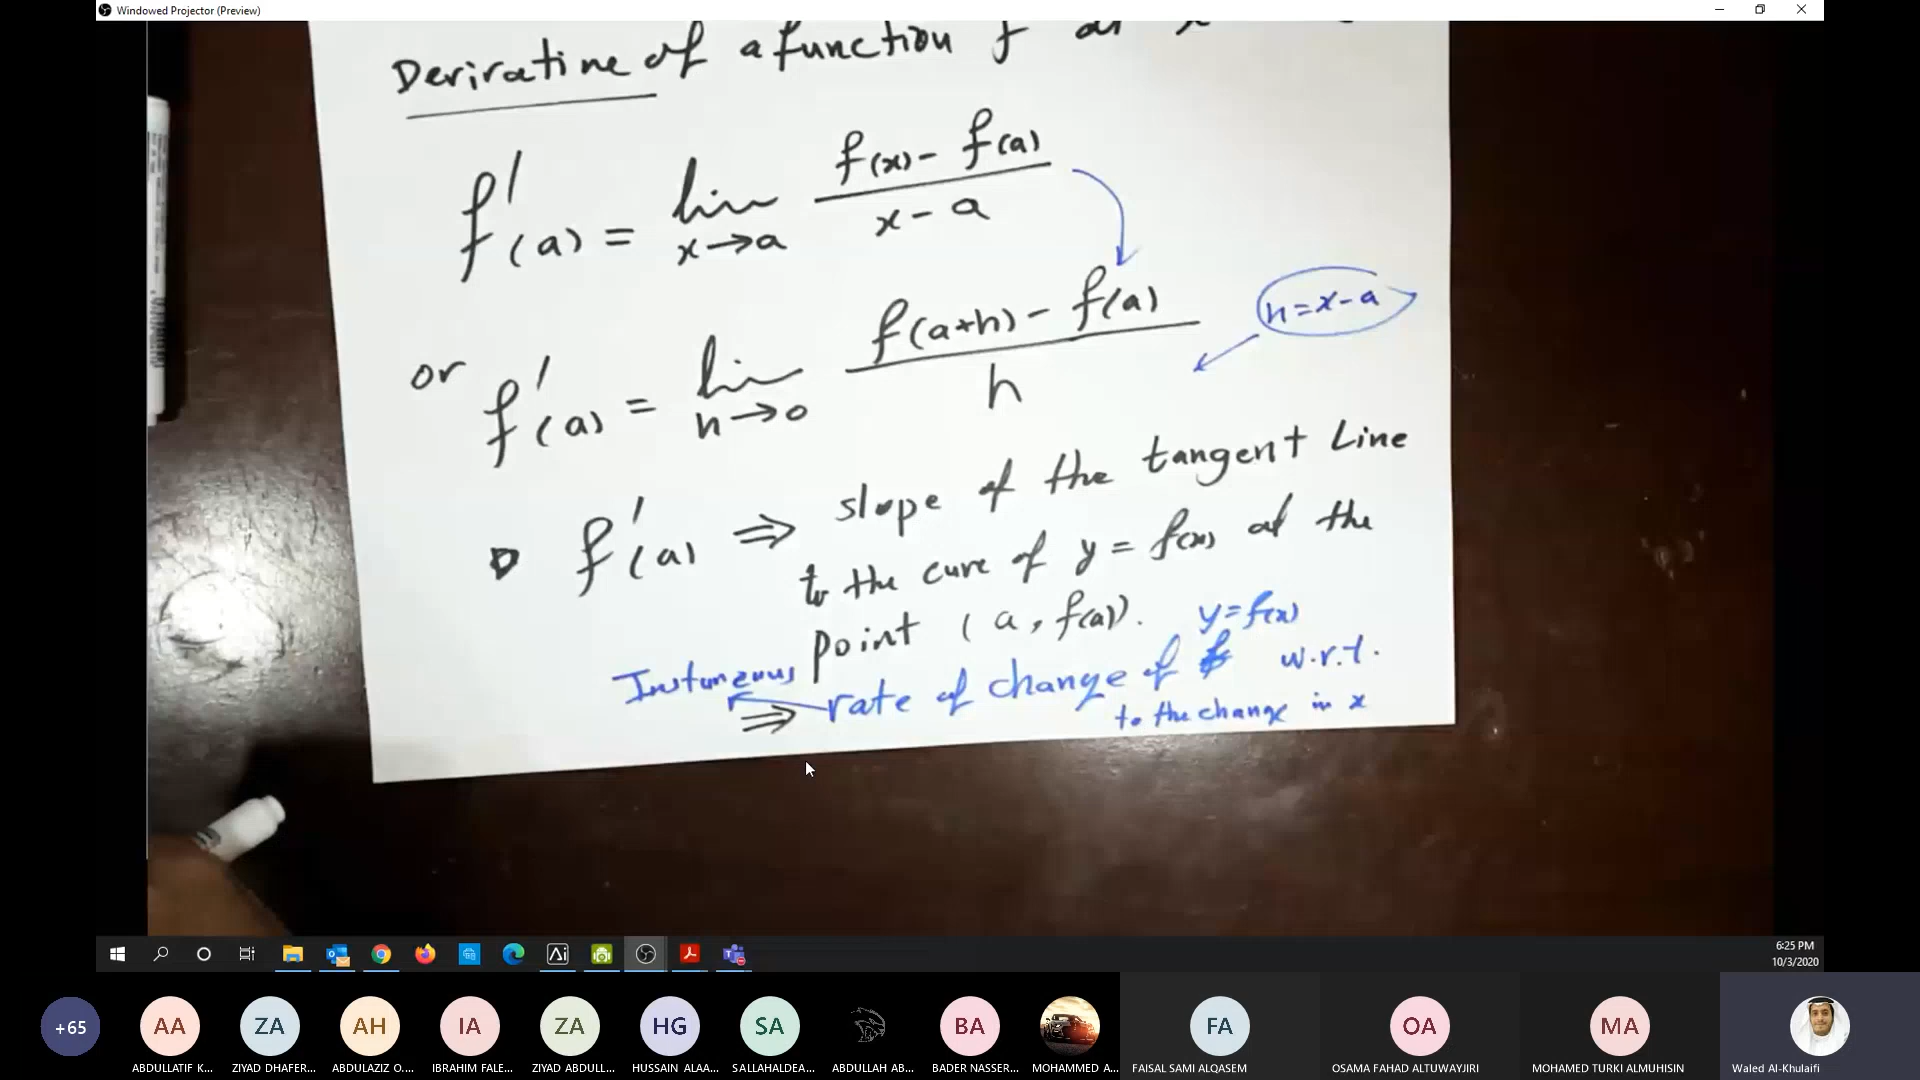 Windowed Projector (Preview)
Derivative of a function f at x
f'(a) = lim x→a f(x) - f(a) / x - a
h = x - a
or f'(a) = lim h→0 f(a+h) - f(a) / h
f'(a) ⇒ slope of the tangent Line
to the cure of y = f(x) at the
point (a, f(a)).
y = f(x)
Instuneous
⇒ rate of change of w.r.t.
to the change in x
6:25 PM
10/3/2020
+65
AA
ZA
AH
IA
ZA
HG
SA
BA
FA
OA
MA
ABDULLATIF K...
ZIYAD DHAFER...
ABDULAZIZ O....
IBRAHIM FALE...
ZIYAD ABDULL...
HUSSAIN ALAA...
SALLAHALDEA...
ABDULLAH AB...
BADER NASSER...
MOHAMMED A...
FAISAL SAMI ALQASEM
OSAMA FAHAD ALTUWAYJIRI
MOHAMED TURKI ALMUHISIN
Waled Al-Khulaifi